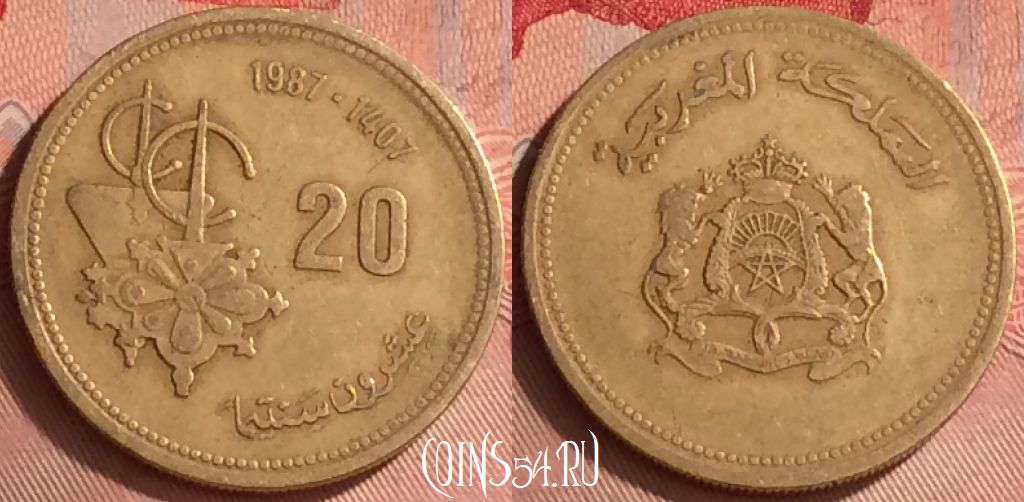 1987 - 1407
20
عشرون سنتيما
المملكة المغربية
COINS54.RU